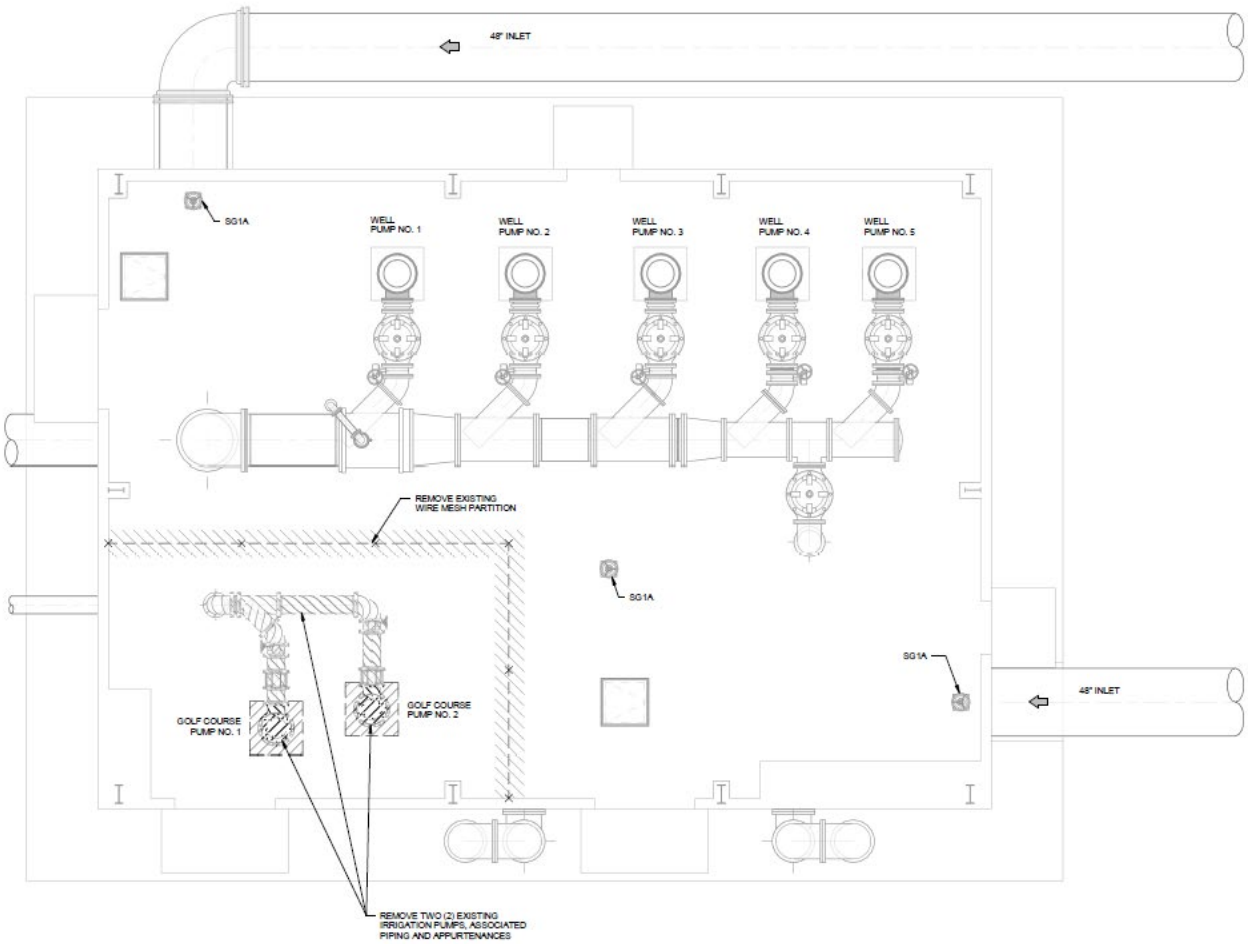 48" INLET
SG1A
WELL
PUMP NO. 1
WELL
PUMP NO. 2
WELL
PUMP NO. 3
WELL
PUMP NO. 4
WELL
PUMP NO. 5
REMOVE EXISTING
WIRE MESH PARTITION
SG1A
SG1A
48" INLET
GOLF COURSE
PUMP NO. 1
GOLF COURSE
PUMP NO. 2
REMOVE TWO (2) EXISTING
IRRIGATION PUMPS, ASSOCIATED
PIPING AND APPURTENANCES